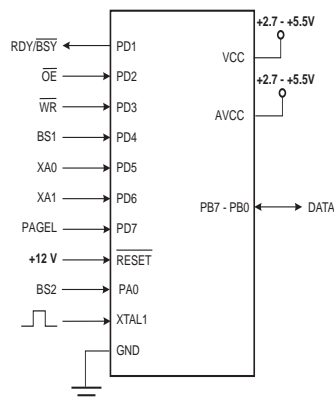 +2.7 - +5.5V
RDY/BSY PD1
VCC
OE PD2
+2.7 - +5.5V
WR PD3
AVCC
BS1 PD4
XA0 PD5
XA1 PD6
PB7 - PB0 DATA
PAGEL PD7
+12 V RESET
BS2 PA0
XTAL1
GND